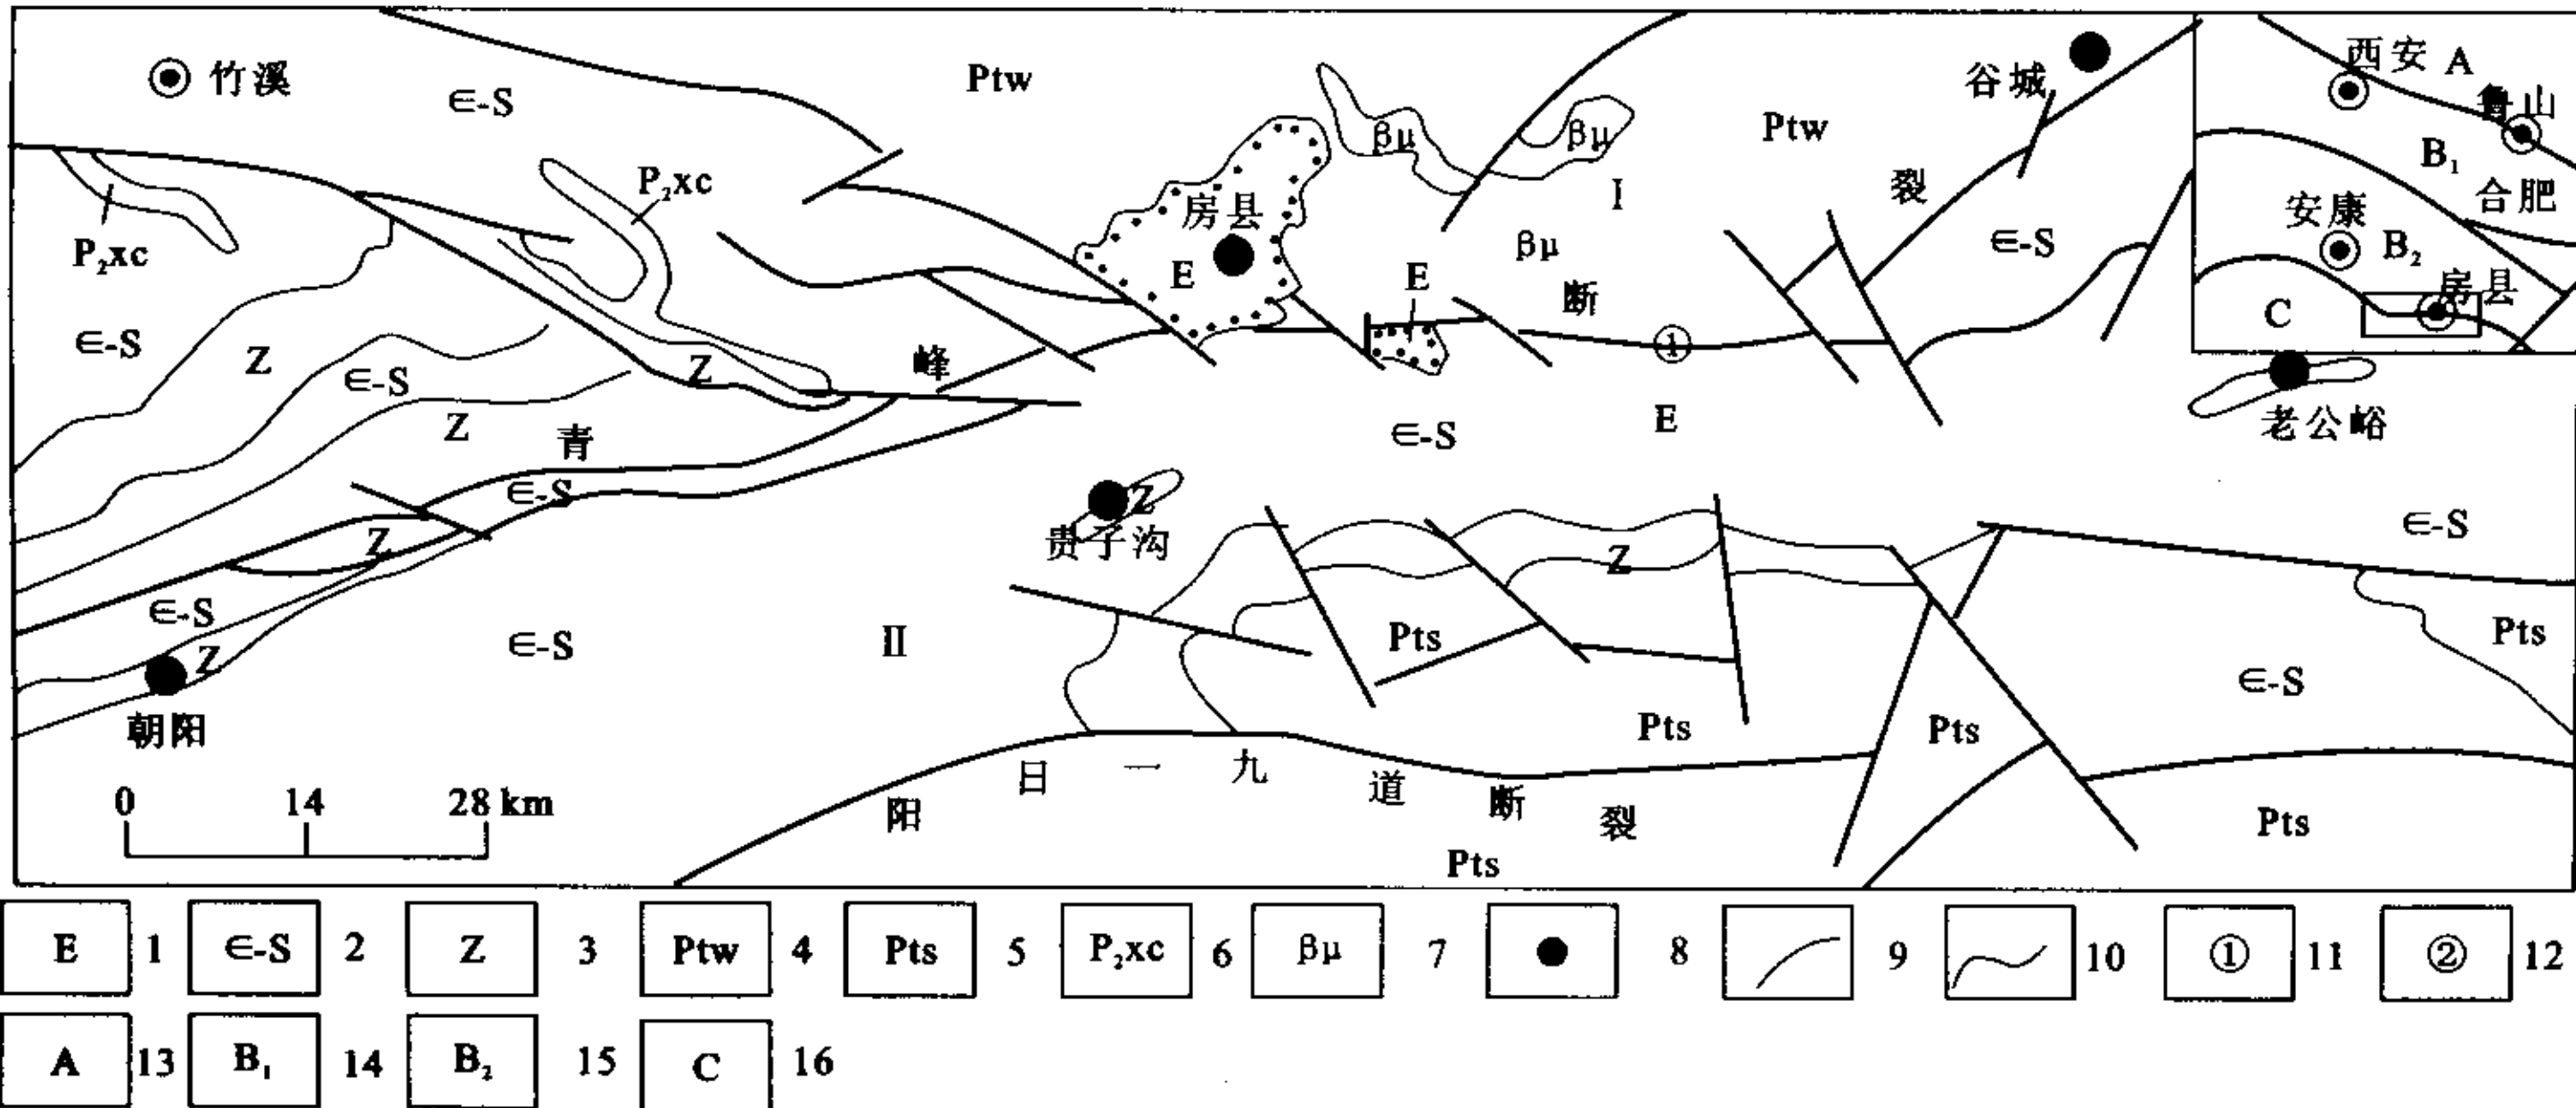 竹溪
∈-S
Ptw
谷城
西安 A
鲁山
βμ
βμ
Ptw
B₁
合肥
P₂xc
房县
I
裂
安康
B₂
P₂xc
E
E
βμ
断
∈-S
房县
C
∈-S
Z
∈-S
Z
峰
①
老公峪
Z
青
∈-S
E
∈-S
Z
贵子沟
Z
∈-S
Z
∈-S
∈-S
II
Pts
Pts
Z
朝阳
∈-S
Pts
Pts
阳日一九道断裂
0 14 28 km
Pts
Pts
E 1 ∈-S 2 Z 3 Ptw 4 Pts 5 P₂xc 6 βμ 7 8 9 10 ① 11 ② 12
A 13 B₁ 14 B₂ 15 C 16